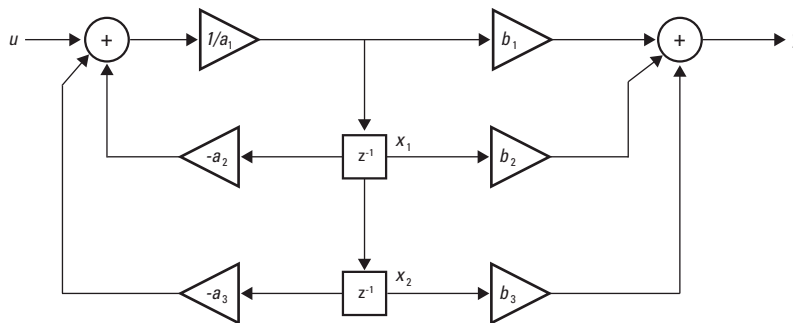 u + 1/a₁ b₁ +
-a₂ z⁻¹ x₁ b₂
-a₃ z⁻¹ x₂ b₃